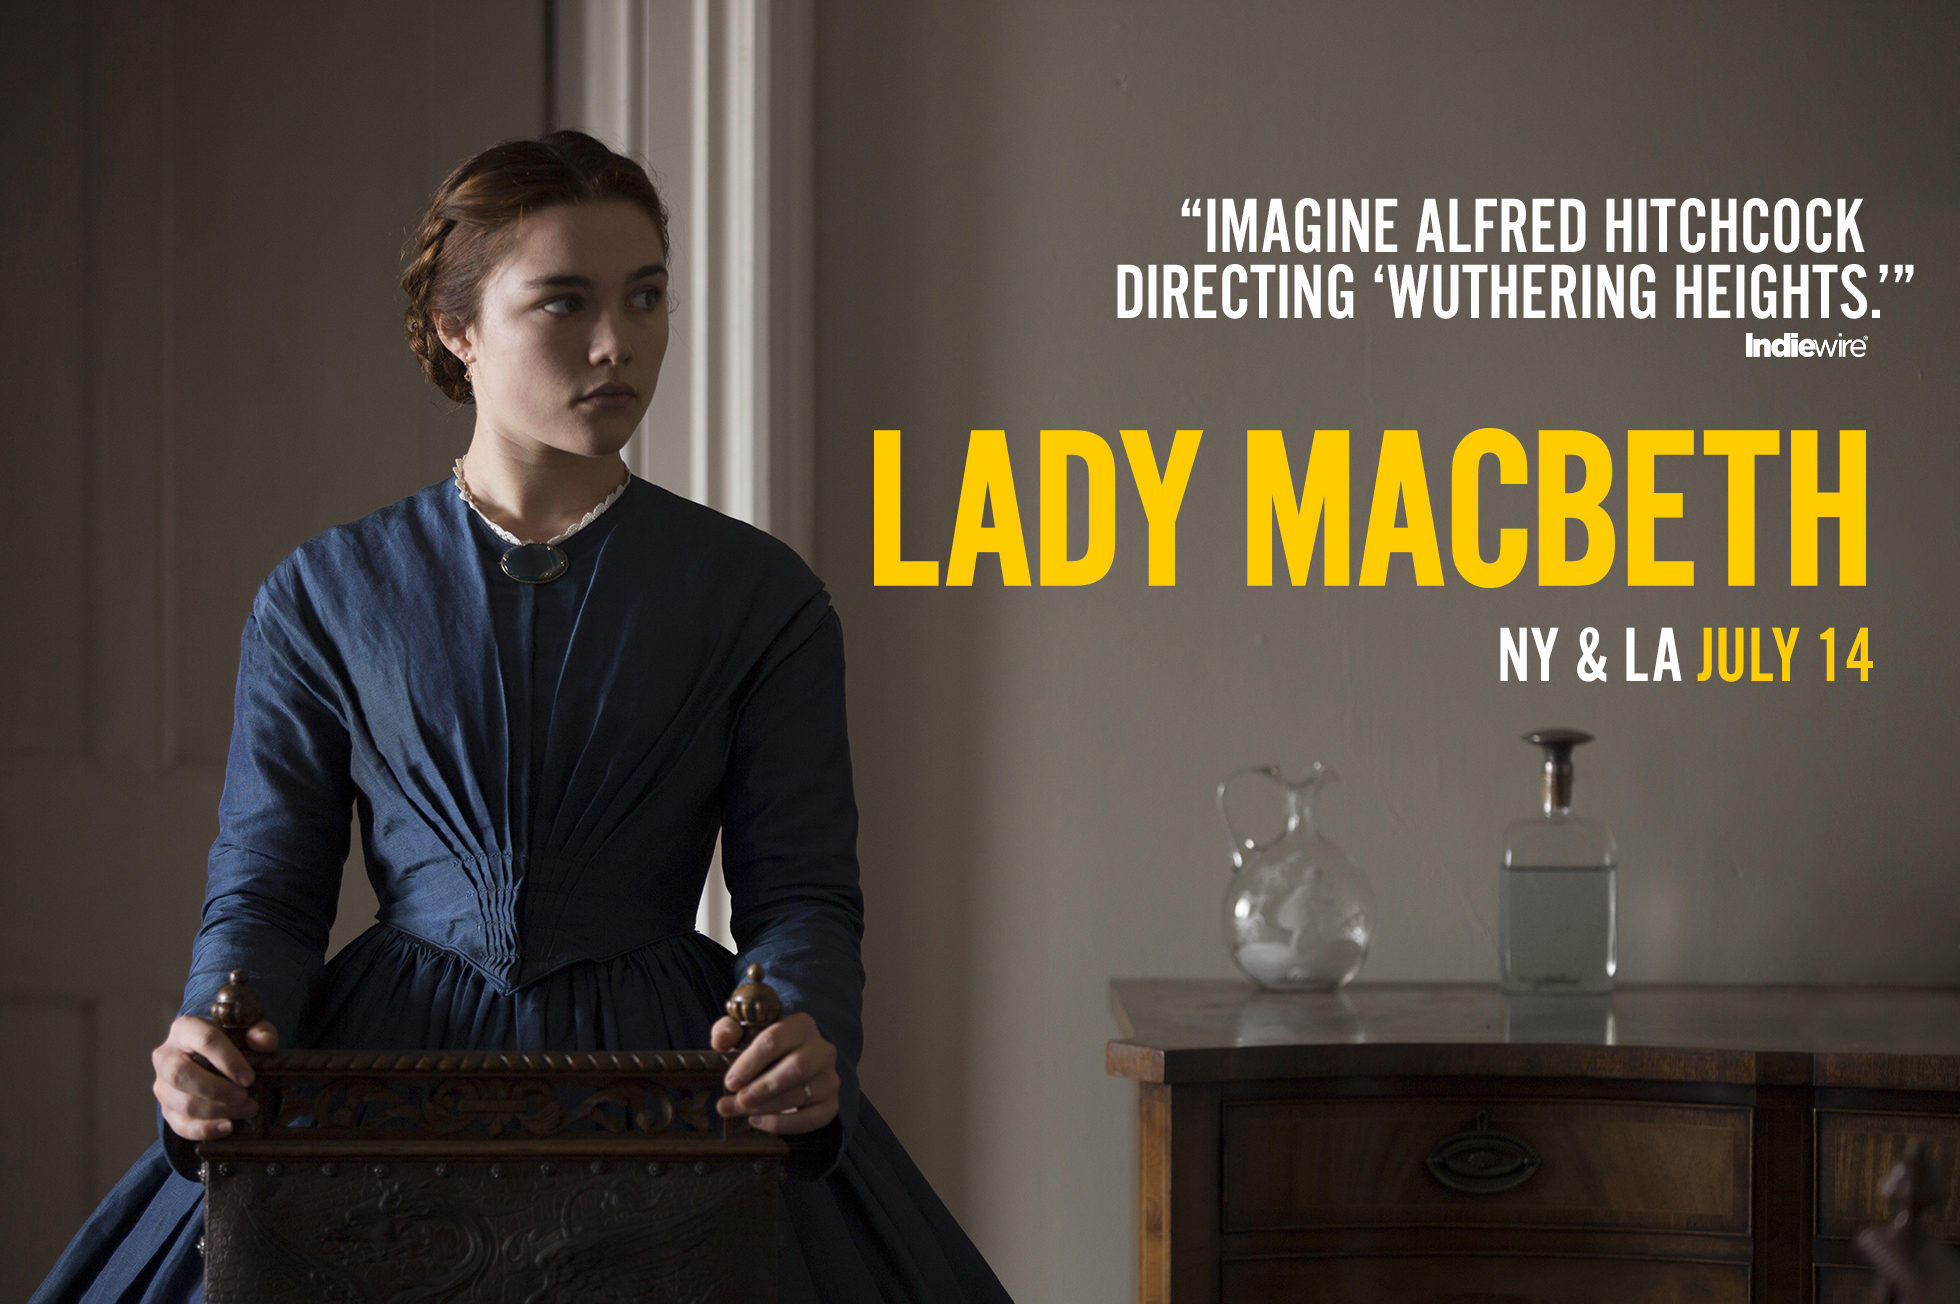 “IMAGINE ALFRED HITCHCOCK
DIRECTING ‘WUTHERING HEIGHTS.’”
Indiewire®
LADY MACBETH
NY & LA JULY 14